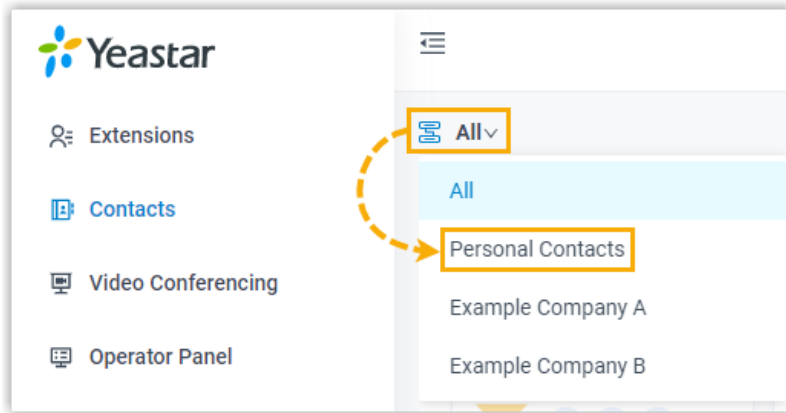 Yeastar
Extensions
Contacts
Video Conferencing
Operator Panel
All
All
Personal Contacts
Example Company A
Example Company B